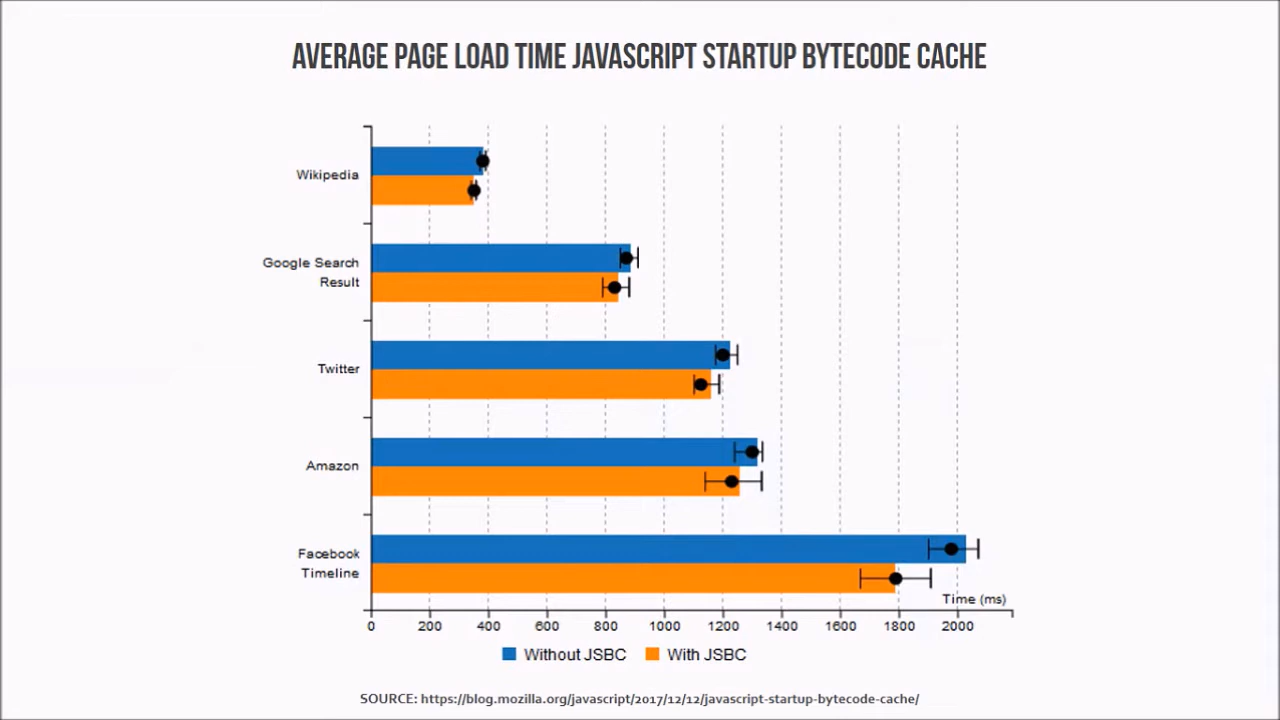 AVERAGE PAGE LOAD TIME JAVASCRIPT STARTUP BYTECODE CACHE
Wikipedia
Google Search
Result
Twitter
Amazon
Facebook
Timeline
Time (ms)
0 200 400 600 800 1000 1200 1400 1600 1800 2000
Without JSBC With JSBC
SOURCE: https://blog.mozilla.org/javascript/2017/12/12/javascript-startup-bytecode-cache/